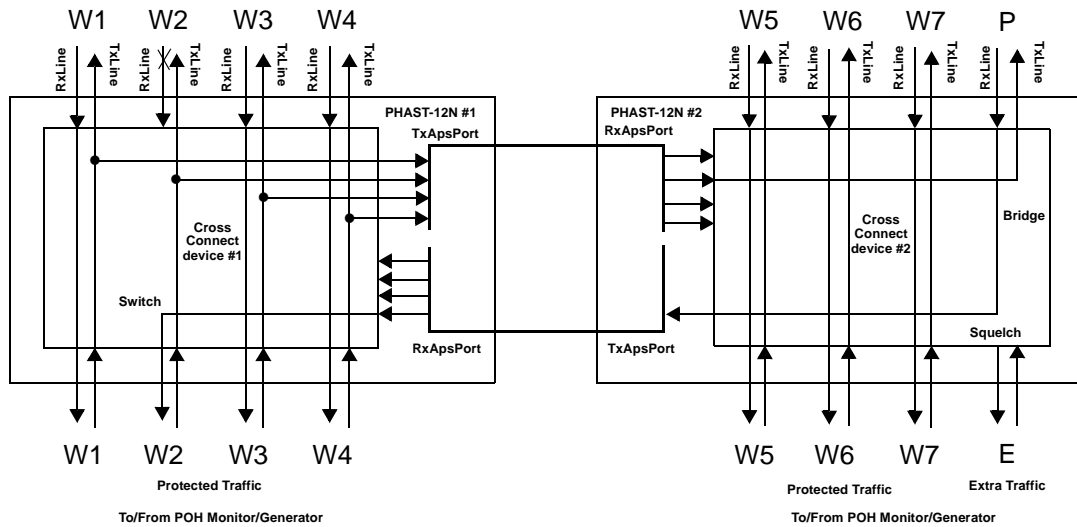 W1 W2 W3 W4 W5 W6 W7 P
RxLine TxLine RxLine TxLine RxLine TxLine RxLine TxLine RxLine TxLine RxLine TxLine RxLine TxLine RxLine TxLine
PHAST-12N #1 PHAST-12N #2
TxApsPort RxApsPort
Cross
Connect
device #1
Cross
Connect
device #2
Bridge
Switch
Squelch
RxApsPort TxApsPort
W1 W2 W3 W4 W5 W6 W7 E
Protected Traffic Protected Traffic Extra Traffic
To/From POH Monitor/Generator To/From POH Monitor/Generator